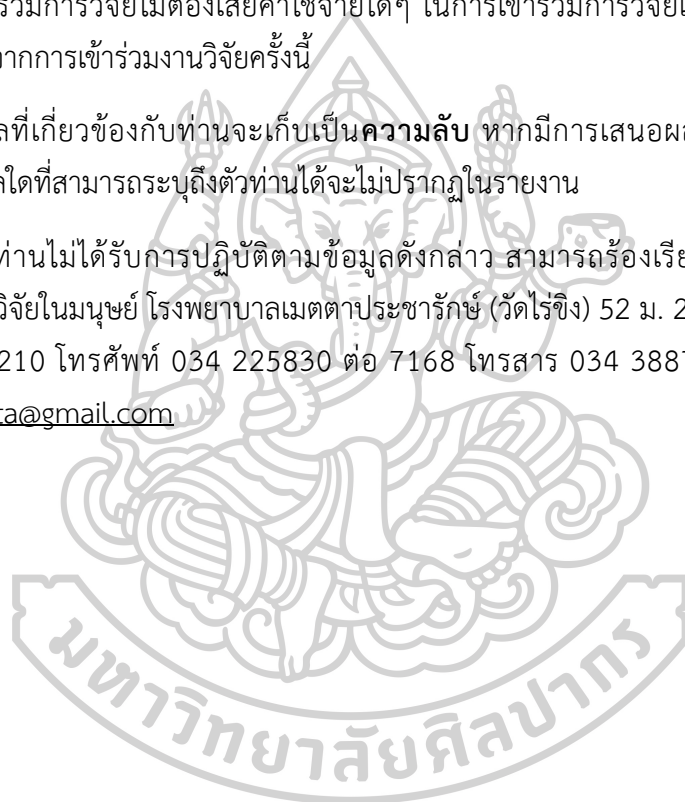 ร่วมการวิจัยไม่ต้องเสียค่าใช้จ่ายใดๆ ในการเข้าร่วมการวิจัย
จากการเข้าร่วมงานวิจัยครั้งนี้
ที่เกี่ยวข้องกับท่านจะเก็บเป็นความลับ หากมีการเสนอ
ใดที่สามารถระบุถึงตัวท่านได้จะไม่ปรากฏในรายงาน
ท่านไม่ได้รับการปฏิบัติตามข้อมูลดังกล่าว สามารถร้องเรีย
วิจัยในมนุษย์ โรงพยาบาลเมตตาประชารักษ์ (วัดไร่ขิง) 52 ม. 2
210 โทรศัพท์ 034 225830 ต่อ 7168 โทรสาร 034 388
ta@gmail.com
มหาวิทยาลัยศิลปากร